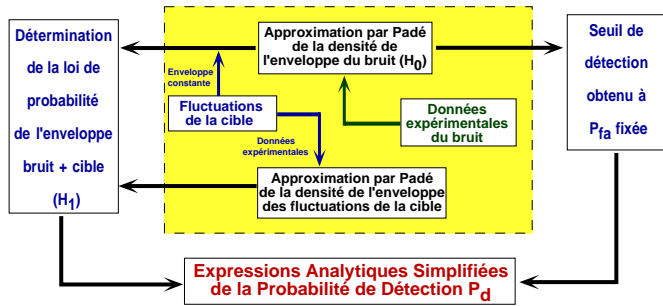 Détermination
de la loi de
probabilité
de l'enveloppe
bruit + cible
(H1)
Approximation par Padé
de la densité de
l'enveloppe du bruit (H0)
Enveloppe
constante
Fluctuations
de la cible
Données
expérimentales
Données
expérimentales
du bruit
Approximation par Padé
de la densité de l'enveloppe
des fluctuations de la cible
Seuil de
détection
obtenu à
Pfa fixée
Expressions Analytiques Simplifiées
de la Probabilité de Détection Pd